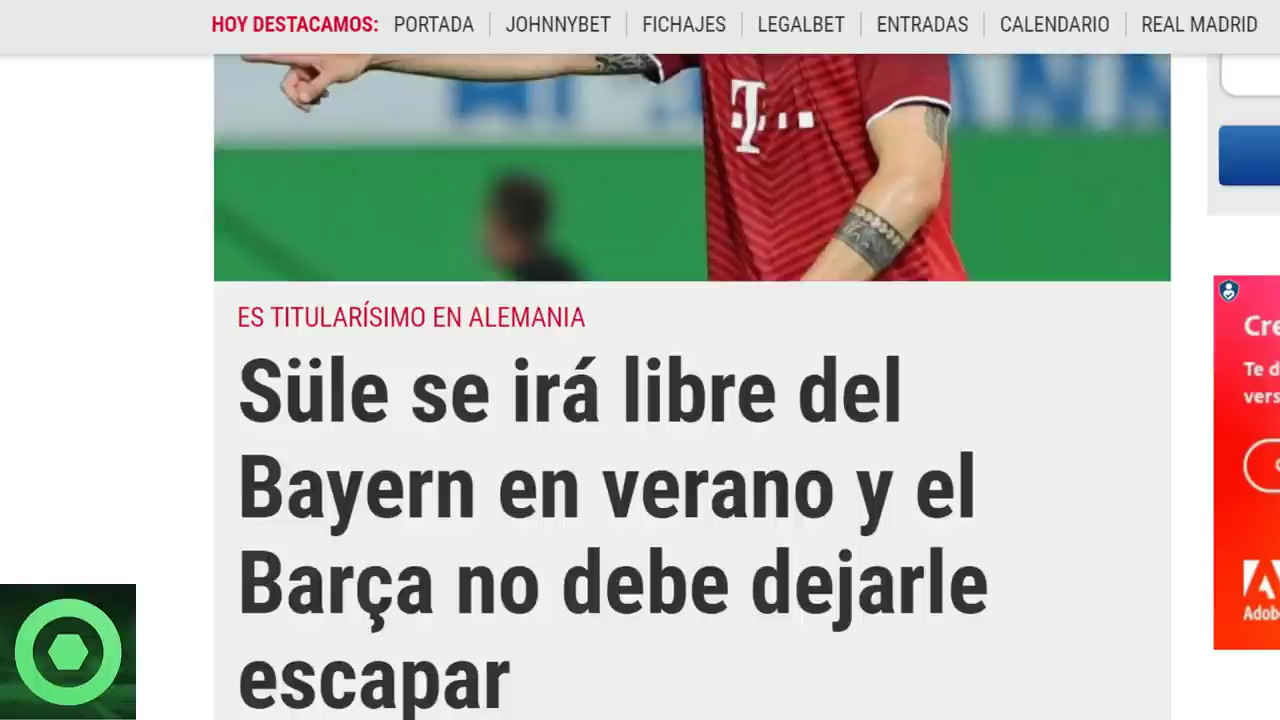 HOY DESTACAMOS: PORTADA JOHNNYBET FICHAJES LEGALBET ENTRADAS CALENDARIO REAL MADRID
T
ES TITULARÍSIMO EN ALEMANIA
Süle se irá libre del
Bayern en verano y el
Barça no debe dejarle
escapar
Te d